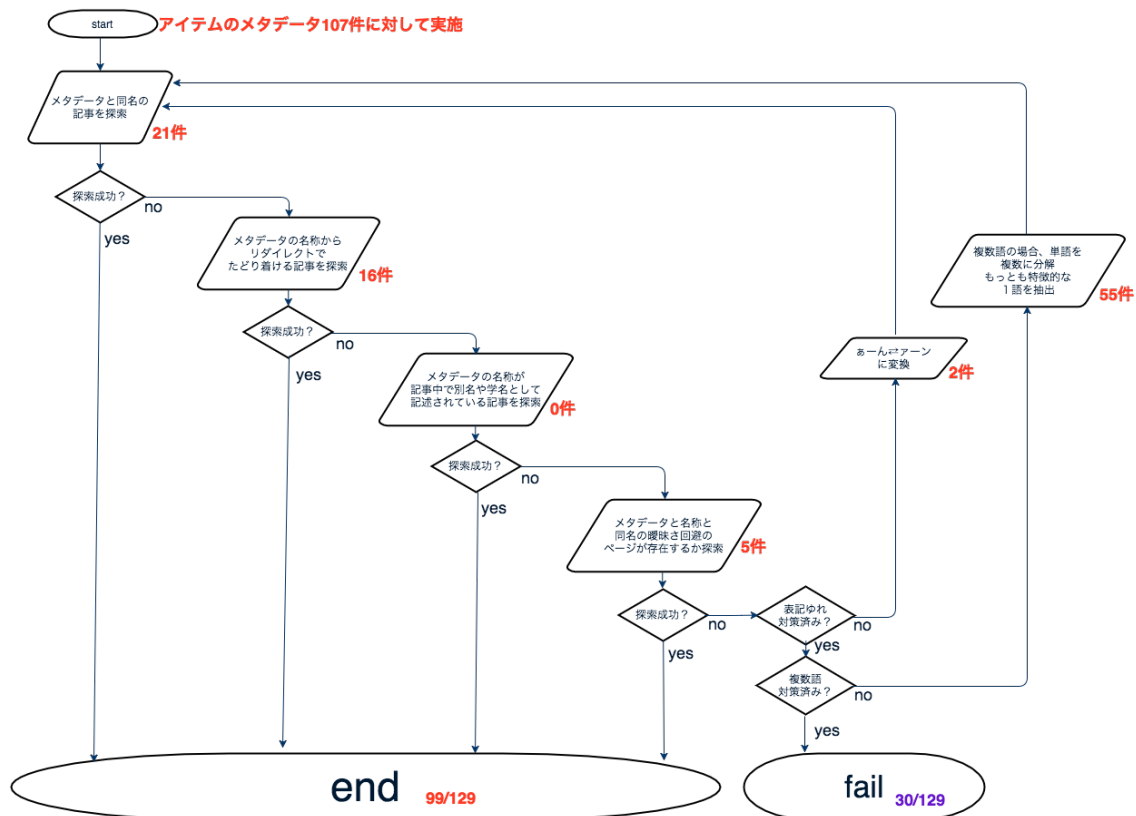 start
アイテムのメタデータ107件に対して実施
メタデータと同名の
記事を探索
21件
探索成功？
no
yes
メタデータの名称から
リダイレクトで
たどり着ける記事を探索
16件
探索成功？
no
yes
メタデータの名称が
記事中で別名や学名として
記述されている記事を探索
0件
探索成功？
no
yes
メタデータと名称と
同名の曖昧さ回避の
ページが存在するか探索
5件
探索成功？
no
yes
表記ゆれ
対策済み？
no
yes
複数語
対策済み？
no
yes
ぁーん⇄ァーン
に変換
2件
複数語の場合、単語を
複数に分解
もっとも特徴的な
１語を抽出
55件
end
99/129
fail
30/129